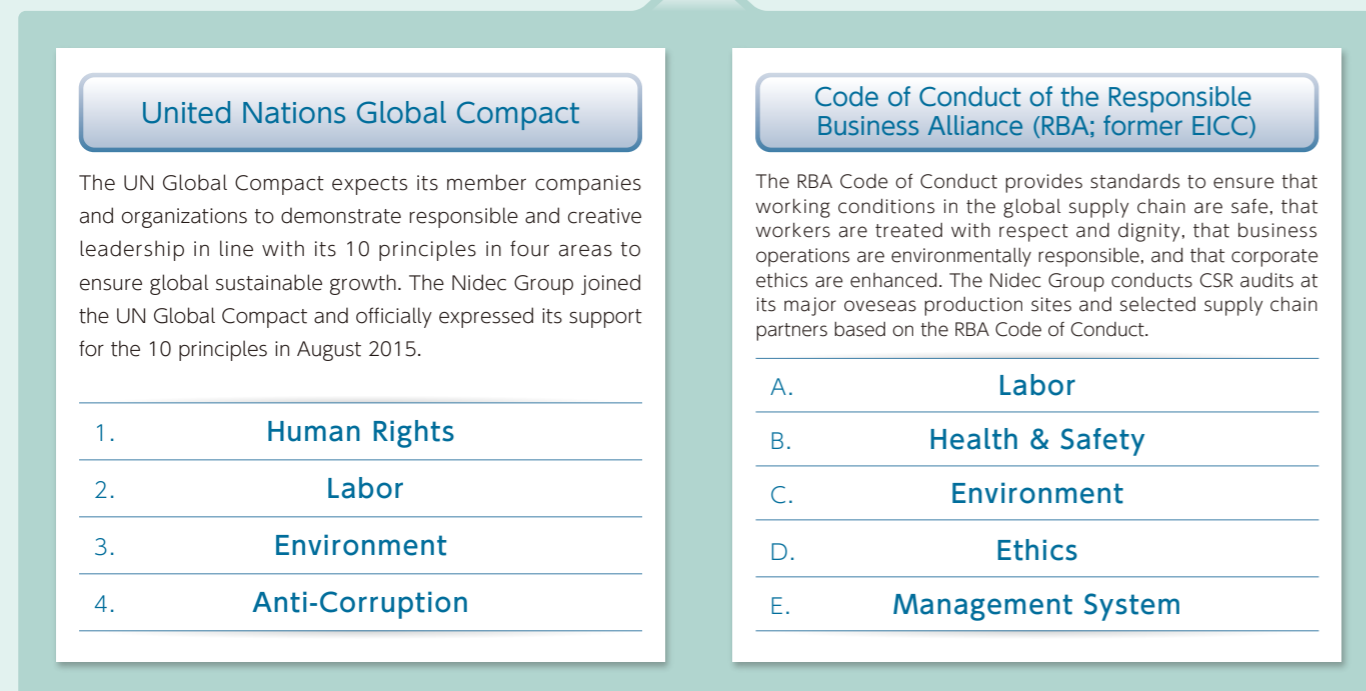 United Nations Global Compact
The UN Global Compact expects its member companies
and organizations to demonstrate responsible and creative
leadership in line with its 10 principles in four areas to
ensure global sustainable growth. The Nidec Group joined
the UN Global Compact and officially expressed its support
for the 10 principles in August 2015.
1. Human Rights
2. Labor
3. Environment
4. Anti-Corruption
Code of Conduct of the Responsible
Business Alliance (RBA; former EICC)
The RBA Code of Conduct provides standards to ensure that
working conditions in the global supply chain are safe, that
workers are treated with respect and dignity, that business
operations are environmentally responsible, and that corporate
ethics are enhanced. The Nidec Group conducts CSR audits at
its major oveseas production sites and selected supply chain
partners based on the RBA Code of Conduct.
A. Labor
B. Health & Safety
C. Environment
D. Ethics
E. Management System